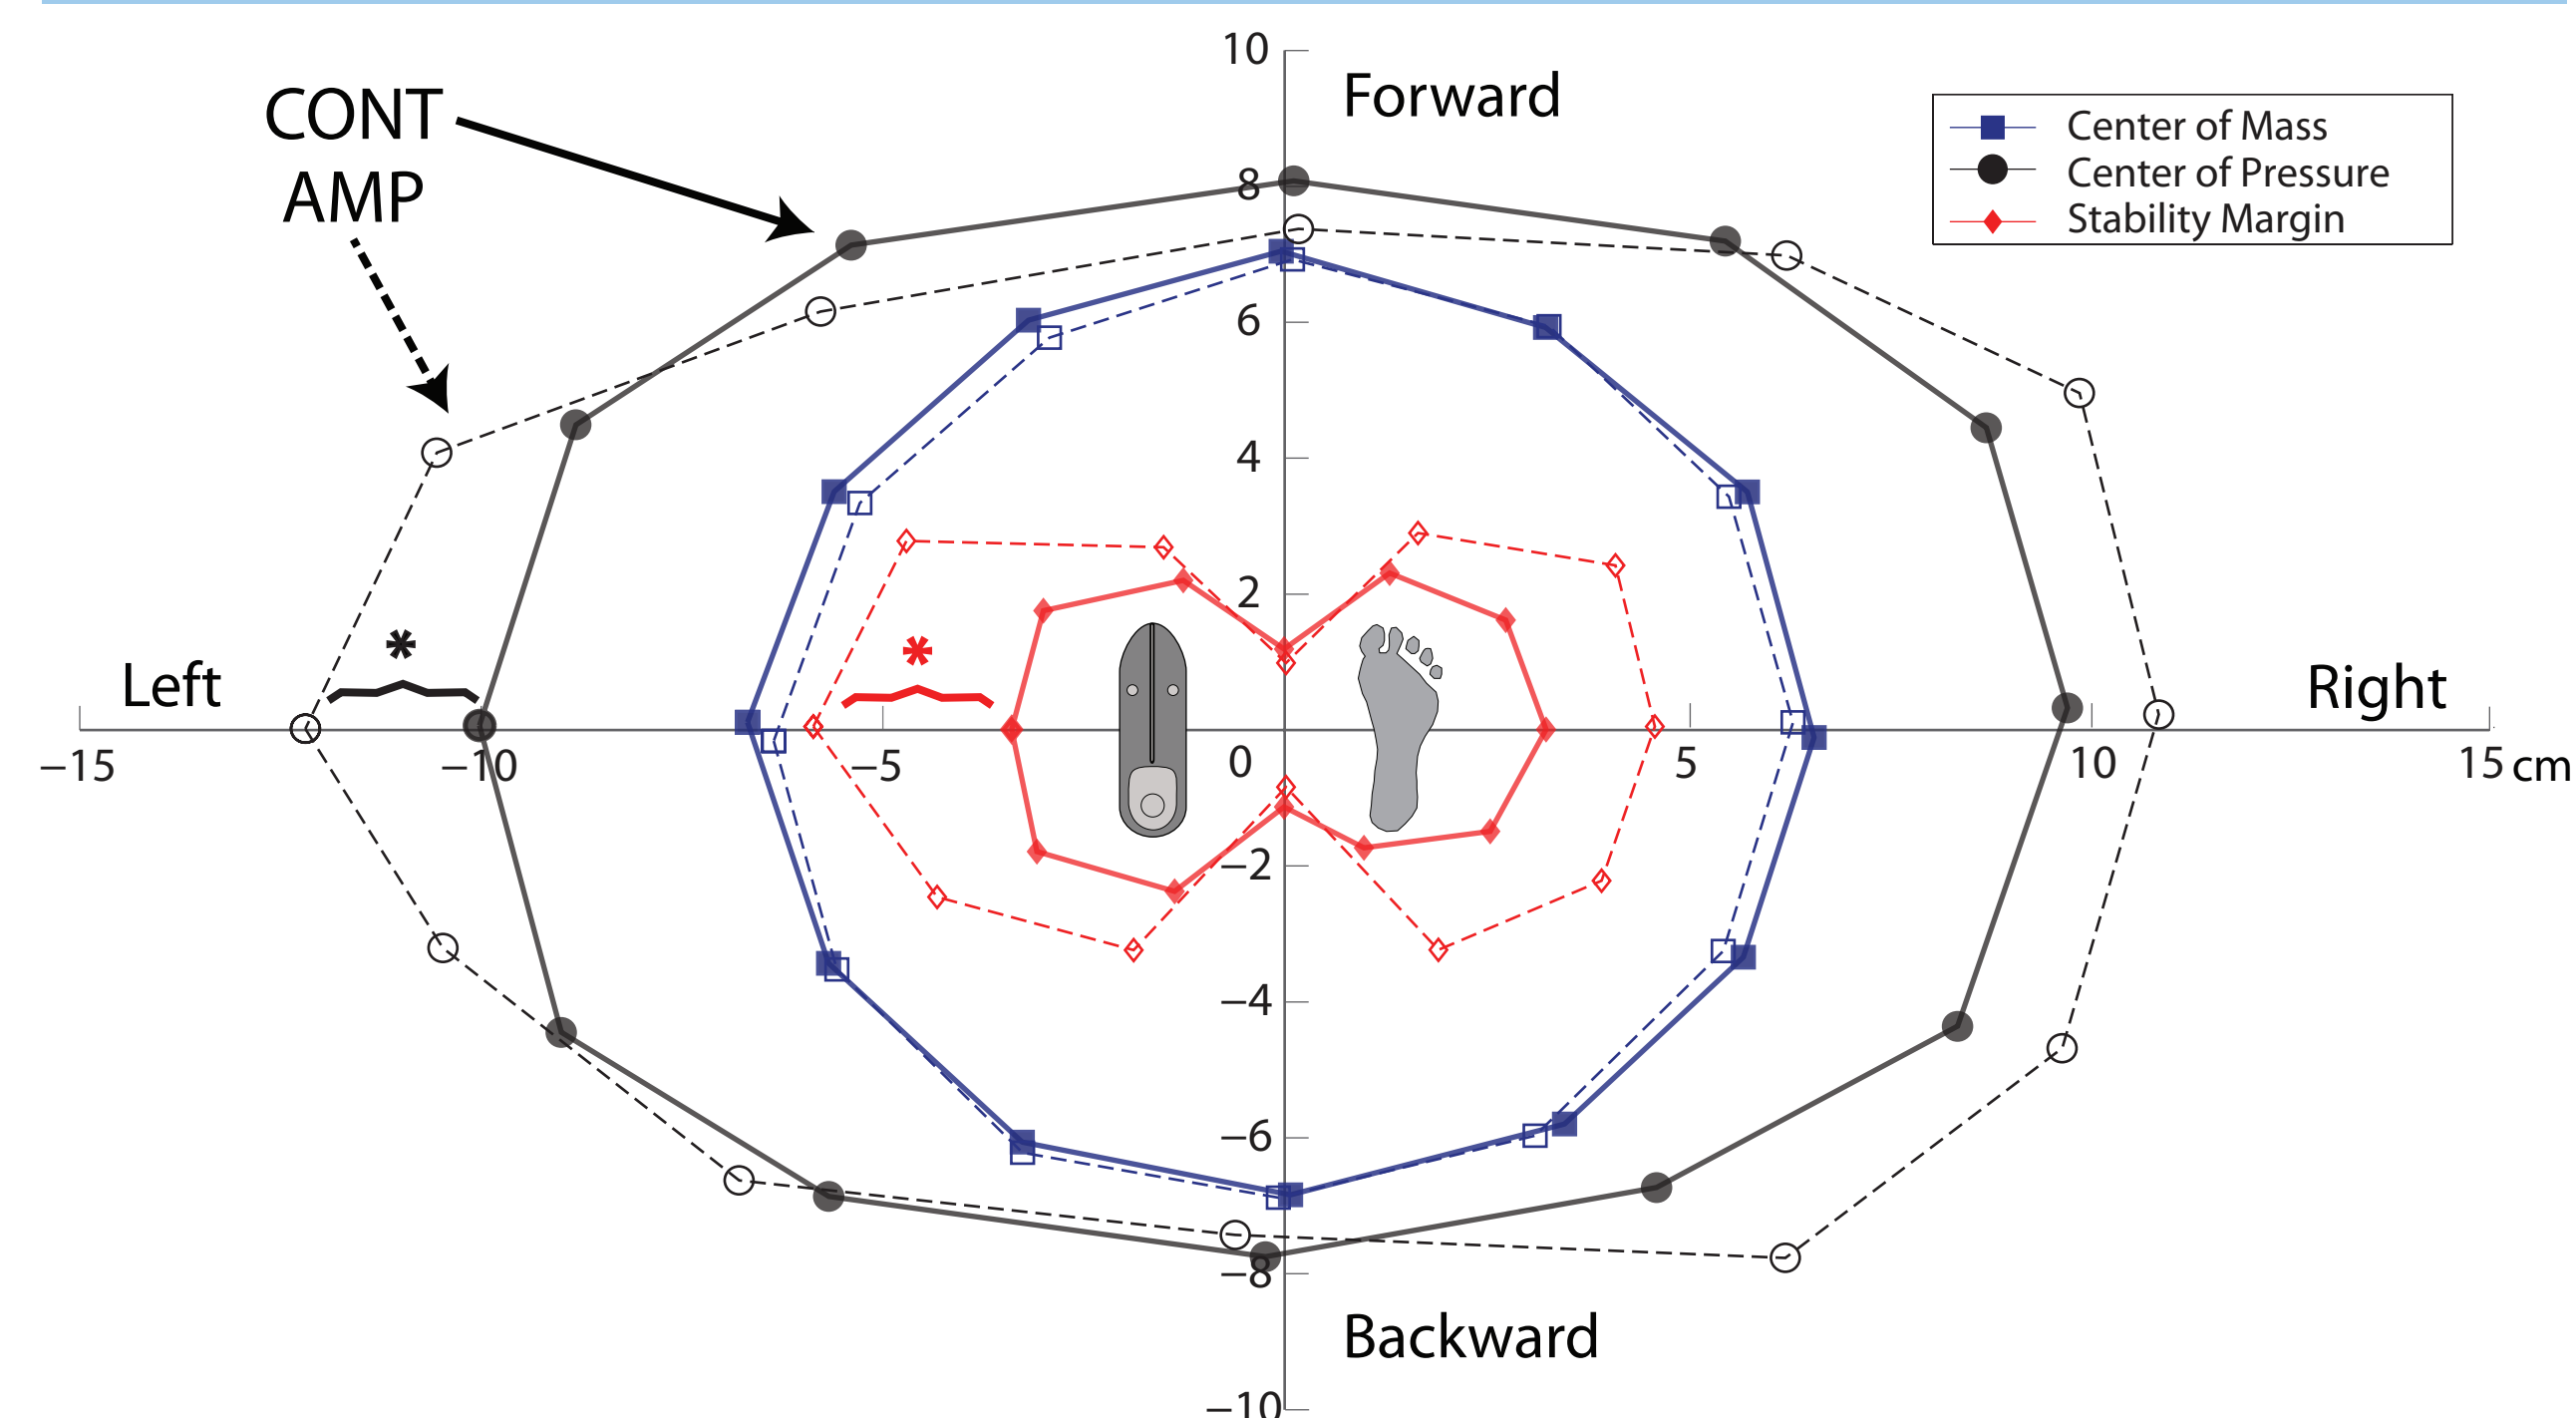 10
Forward
CONT
AMP
Center of Mass
Center of Pressure
Stability Margin
8
6
4
2
*
*
Left
Right
−15
−10
−5
0
5
10
15 cm
−2
−4
−6
−8
Backward
−10